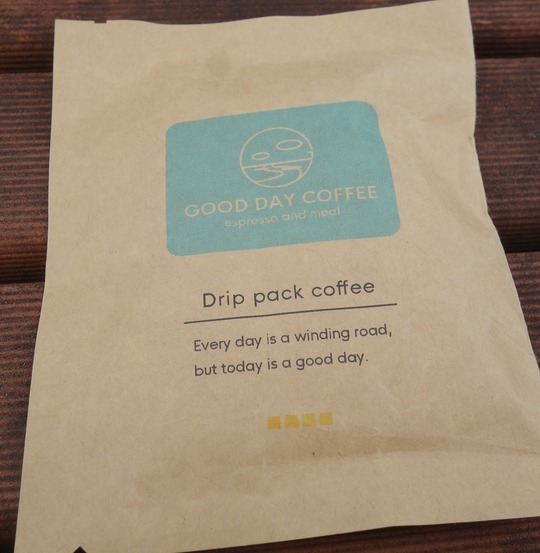 GOOD DAY COFFEE
espresso and meal
Drip pack coffee
Every day is a winding road,
but today is a good day.